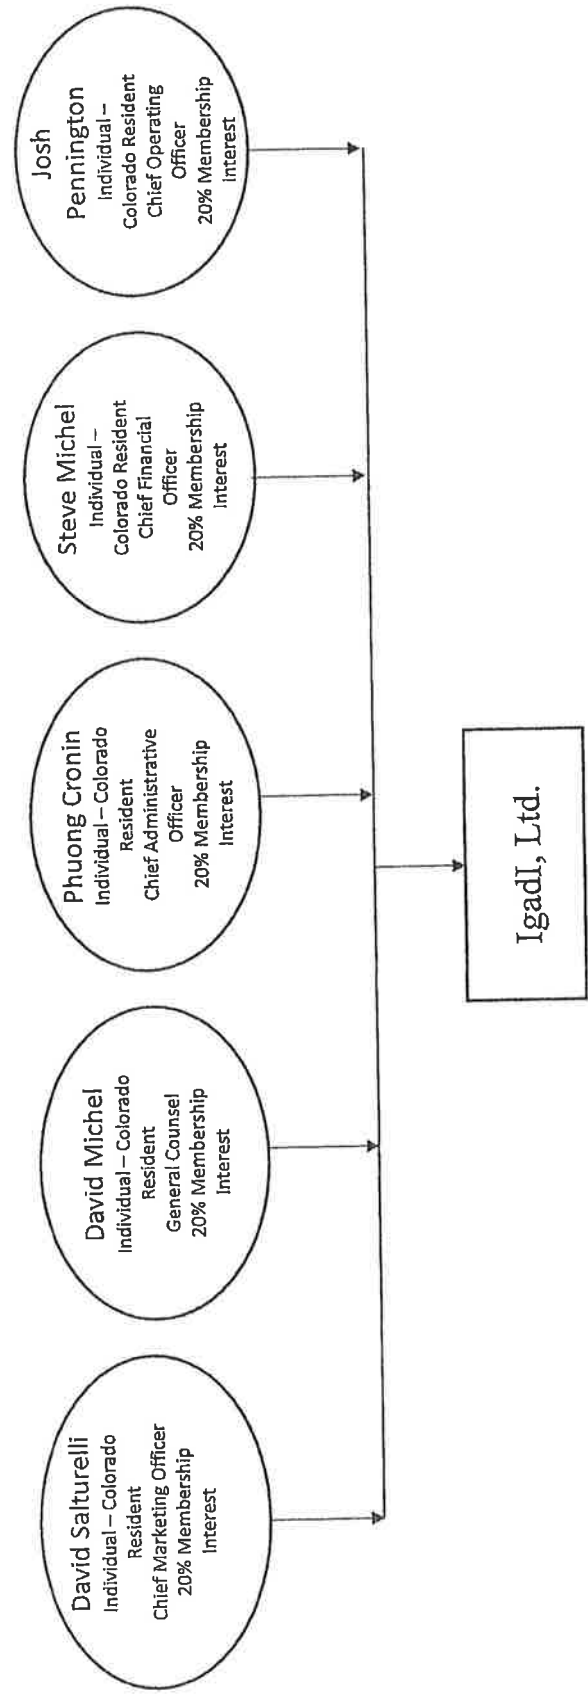 David Salturelli
Individual – Colorado
Resident
Chief Marketing Officer
20% Membership
Interest
David Michel
Individual – Colorado
Resident
General Counsel
20% Membership
Interest
Phuong Cronin
Individual – Colorado
Resident
Chief Administrative
Officer
20% Membership
Interest
Steve Michel
Individual –
Colorado Resident
Chief Financial
Officer
20% Membership
Interest
Josh
Pennington
Individual –
Colorado Resident
Chief Operating
Officer
20% Membership
Interest
IgadI, Ltd.